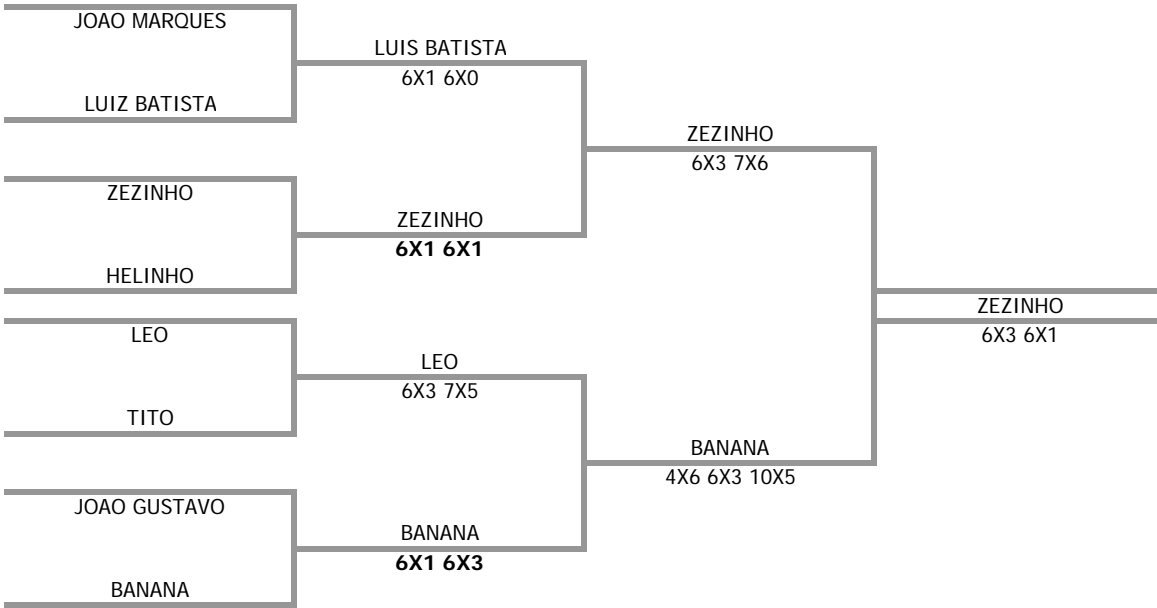 JOAO MARQUES
LUIZ BATISTA
ZEZINHO
HELINHO
LEO
TITO
JOAO GUSTAVO
BANANA
LUIS BATISTA
6X1 6X0
ZEZINHO
6X1 6X1
LEO
6X3 7X5
BANANA
6X1 6X3
ZEZINHO
6X3 7X6
BANANA
4X6 6X3 10X5
ZEZINHO
6X3 6X1